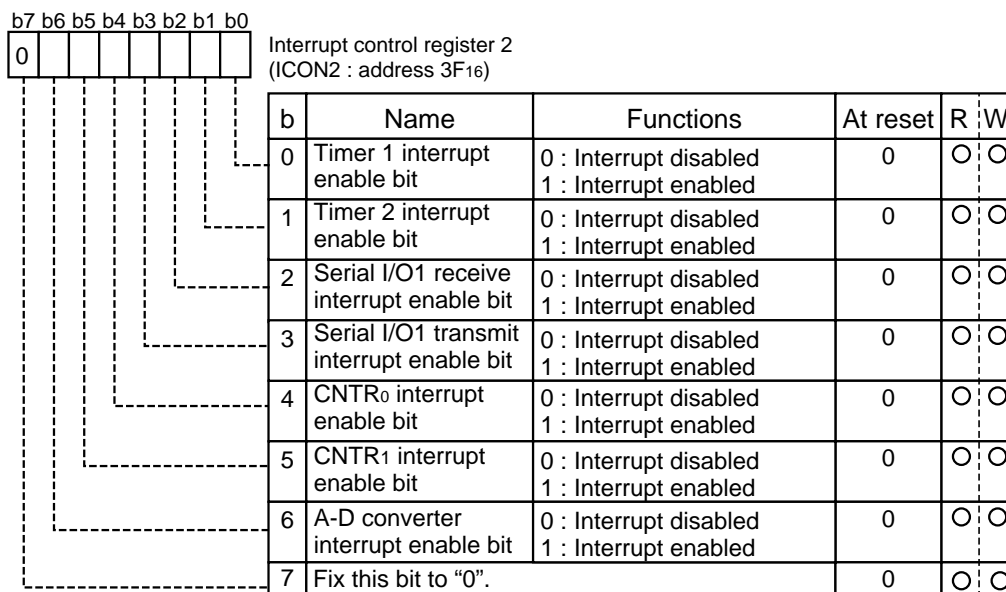 b7 b6 b5 b4 b3 b2 b1 b0
0
Interrupt control register 2
(ICON2 : address 3F16)
b Name Functions At reset R W
0 Timer 1 interrupt enable bit 0 : Interrupt disabled 0 ○ ○
1 : Interrupt enabled
1 Timer 2 interrupt enable bit 0 : Interrupt disabled 0 ○ ○
1 : Interrupt enabled
2 Serial I/O1 receive interrupt enable bit 0 : Interrupt disabled 0 ○ ○
1 : Interrupt enabled
3 Serial I/O1 transmit interrupt enable bit 0 : Interrupt disabled 0 ○ ○
1 : Interrupt enabled
4 CNTR0 interrupt enable bit 0 : Interrupt disabled 0 ○ ○
1 : Interrupt enabled
5 CNTR1 interrupt enable bit 0 : Interrupt disabled 0 ○ ○
1 : Interrupt enabled
6 A-D converter interrupt enable bit 0 : Interrupt disabled 0 ○ ○
1 : Interrupt enabled
7 Fix this bit to “0”. 0 ○ ○